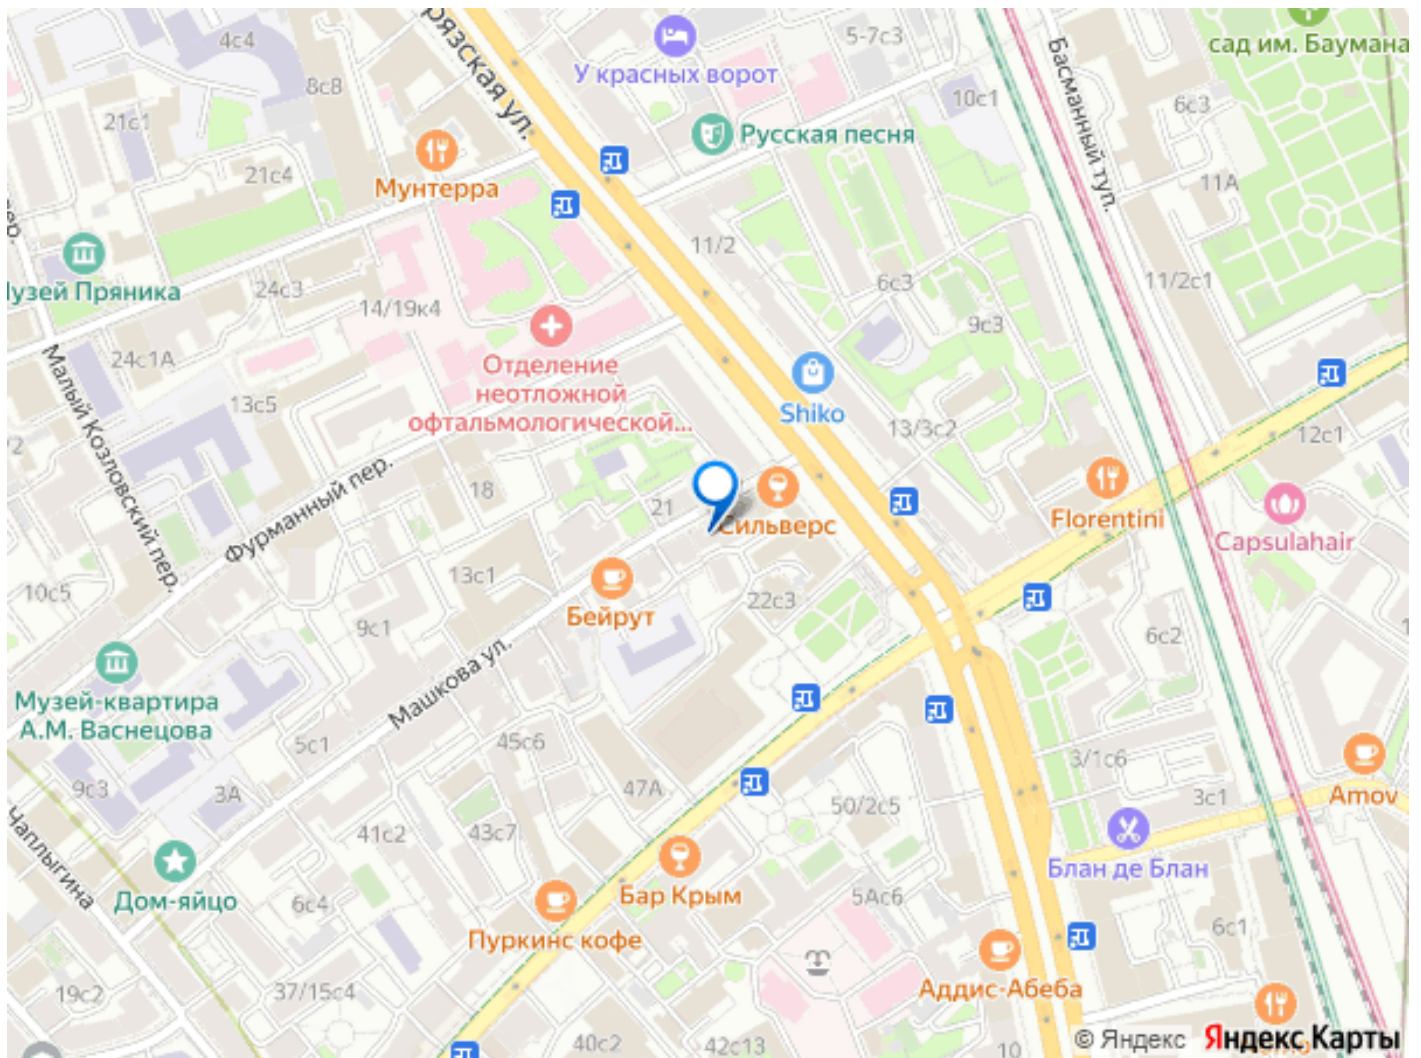 4с4
рязская ул.
У красных ворот
5-7с3
сад им. Баумана
8с8
Басманный туп.
10с1
6с3
21с1
Русская песня
21с4
Мунтерра
11А
пер.
11/2
Музей Пряника
24с3
14/19к4
6с3
11/2с1
9с3
Малый Козловский пер.
24с1А
Отделение
неотложной
офтальмологической...
13с5
Shiko
13/3с2
12с1
Фурманный пер.
18
21
Сильверс
Florentini
Capsulahair
10с5
13с1
Бейрут
22с3
9с1
6с2
Машкова ул.
Музей-квартира
А.М. Васнецова
5с1
45с6
3/1с6
9с3
3А
47А
50/2с5
3с1
Amov
Чаплыгина
41с2
43с7
Блан де Блан
Дом-яйцо
6с4
Бар Крым
5Ас6
Пуркинс кофе
6с1
Аддис-Абеба
19с2
37/15с4
40с2
42с13
10
© Яндекс Яндекс Карты